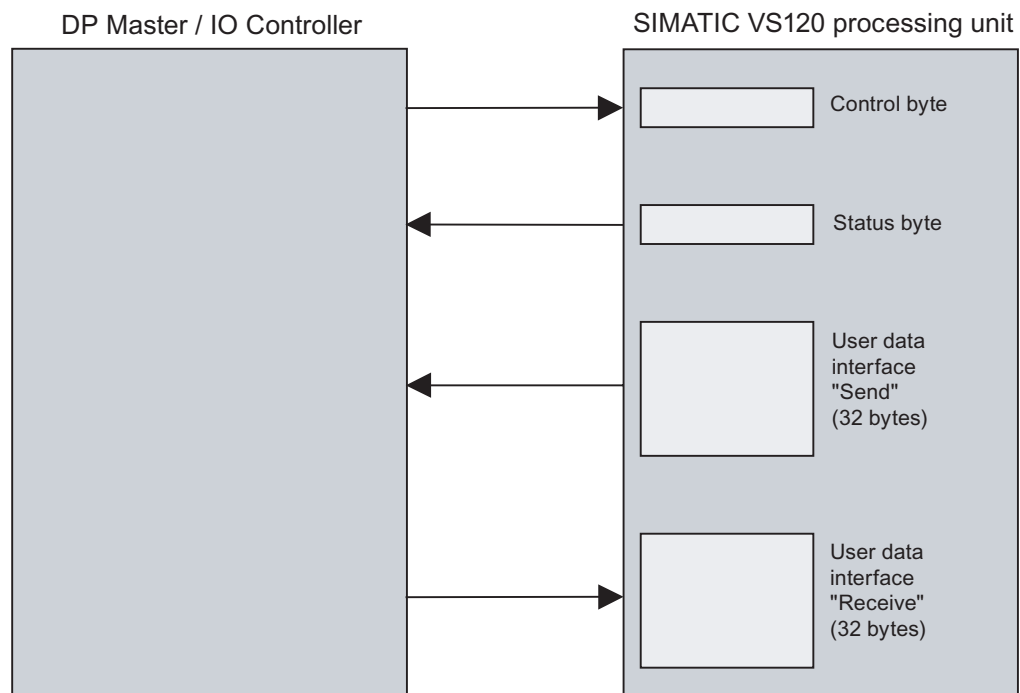 DP Master / IO Controller
SIMATIC VS120 processing unit
Control byte
Status byte
User data
interface
"Send"
(32 bytes)
User data
interface
"Receive"
(32 bytes)